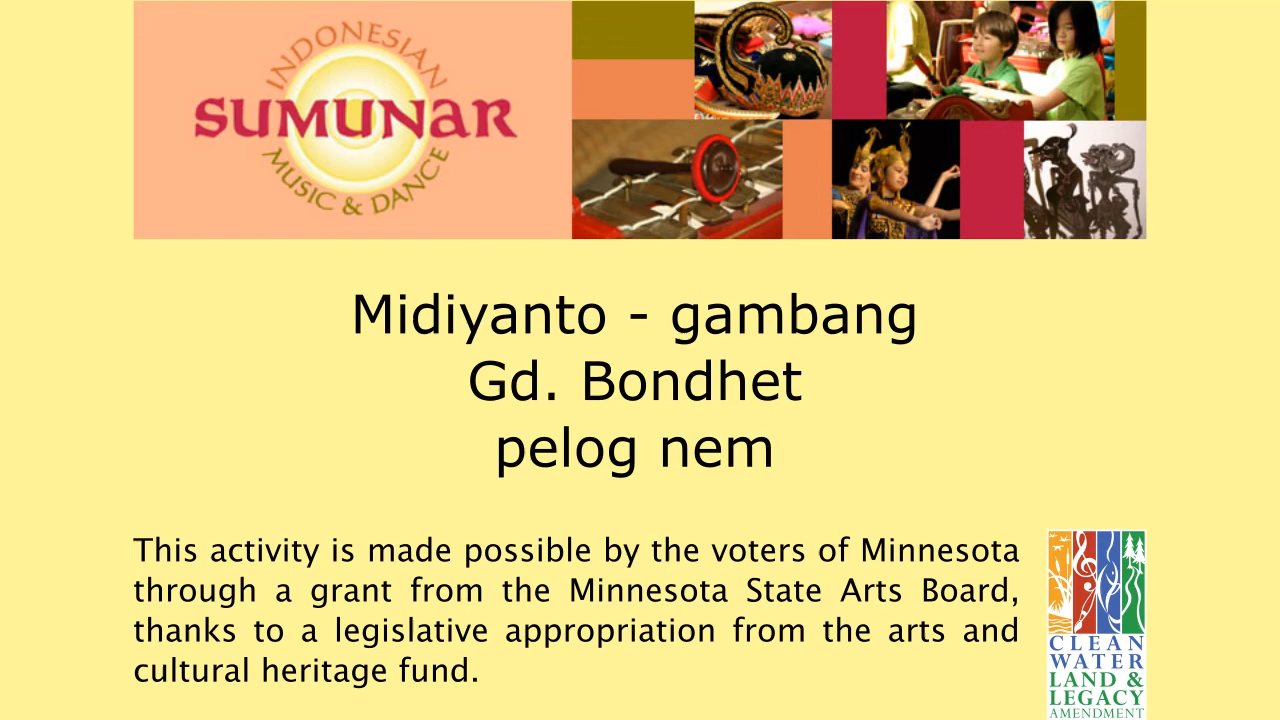 INDONESIAN
SUMUNAR
MUSIC & DANCE
Midiyanto - gambang
Gd. Bondhet
pelog nem
This activity is made possible by the voters of Minnesota
through a grant from the Minnesota State Arts Board,
thanks to a legislative appropriation from the arts and
cultural heritage fund.
CLEAN
WATER
LAND &
LEGACY
AMENDMENT